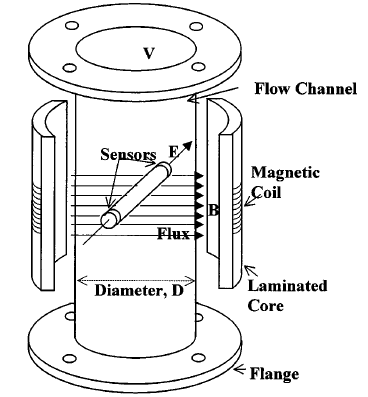 V
Flow Channel
Sensors
E
Magnetic
Coil
B
Flux
Diameter, D
Laminated
Core
Flange